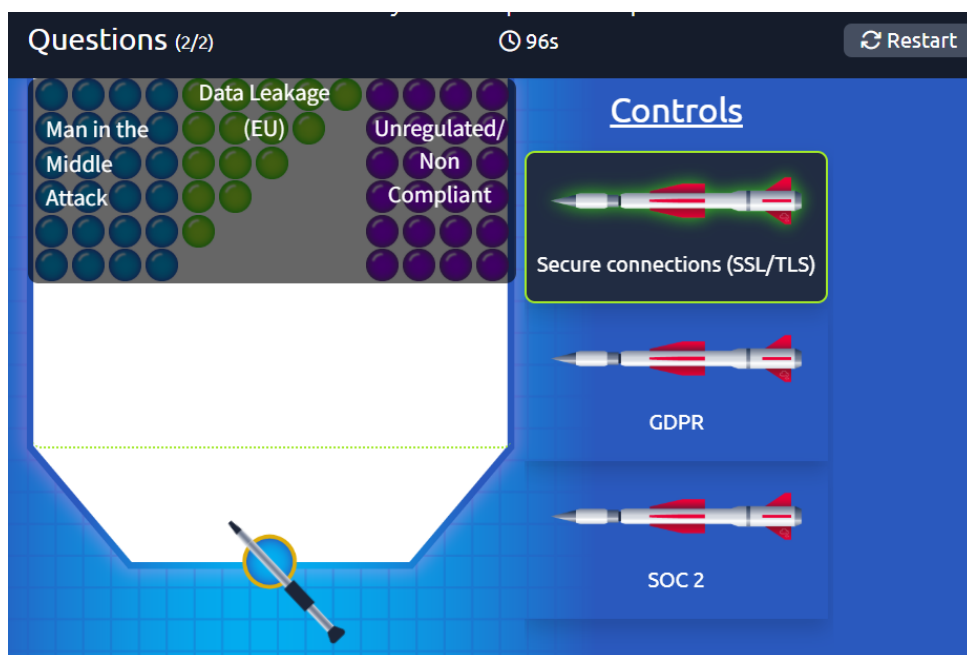 Questions (2/2)
96s
Restart
Data Leakage
(EU)
Man in the
Middle
Attack
Unregulated/
Non
Compliant
Controls
Secure connections (SSL/TLS)
GDPR
SOC 2